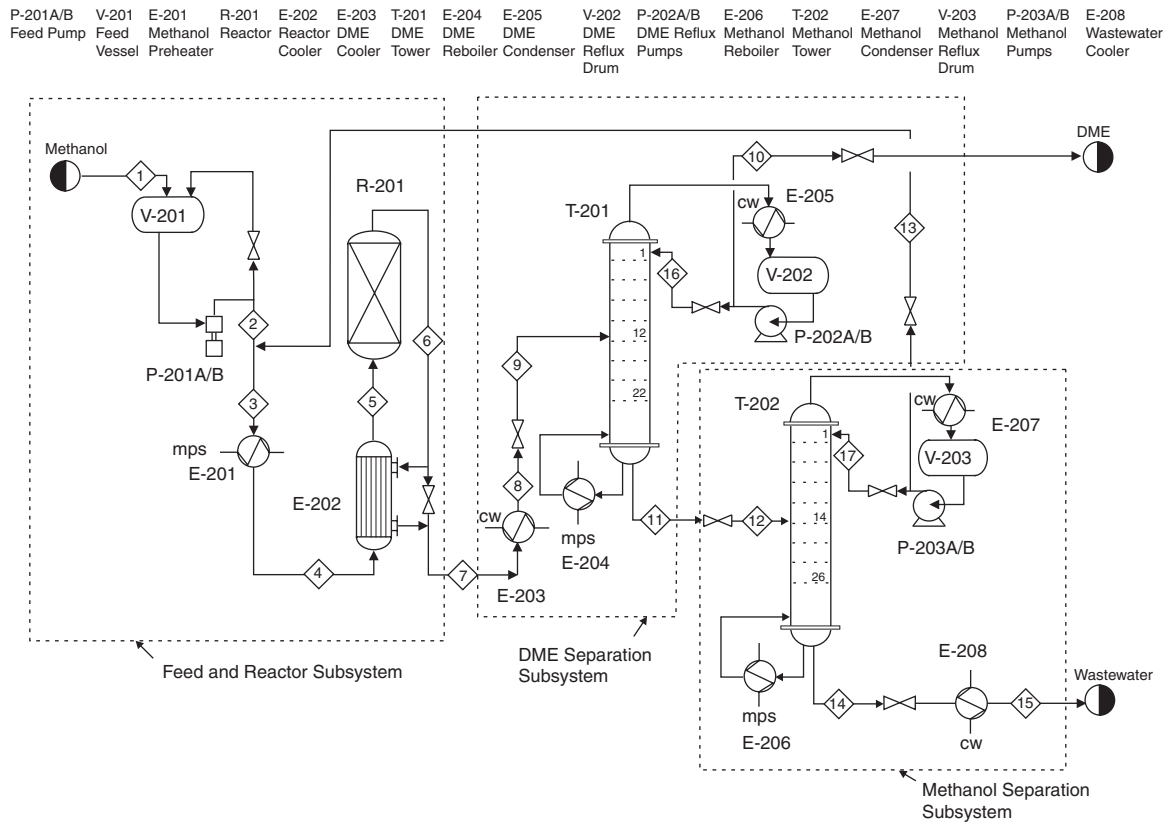 P-201A/B V-201 E-201 R-201 E-202 E-203 T-201 E-204 E-205 V-202 P-202A/B E-206 T-202 E-207 V-203 P-203A/B E-208
Feed Pump Feed Methanol Reactor Reactor DME DME DME DME DME DME Reflux Methanol Methanol Methanol Methanol Methanol Wastewater
Vessel Preheater Cooler Cooler Tower Reboiler Condenser Reflux Pumps Reboiler Tower Condenser Reflux Pumps Cooler
Drum Drum
Methanol
1
V-201
R-201
2
P-201A/B
3
mps
E-201
4
5
E-202
6
7
Feed and Reactor Subsystem
T-201
cw
E-205
V-202
P-202A/B
10
DME
16
1
12
22
9
8
cw
E-203
mps
E-204
11
DME Separation
Subsystem
13
T-202
cw
E-207
V-203
P-203A/B
17
1
14
26
12
mps
E-206
14
E-208
cw
15
Wastewater
Methanol Separation
Subsystem